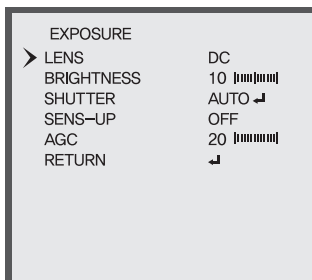 EXPOSURE
LENS DC
BRIGHTNESS 10
SHUTTER AUTO ↵
SENS-UP OFF
AGC 20
RETURN ↵